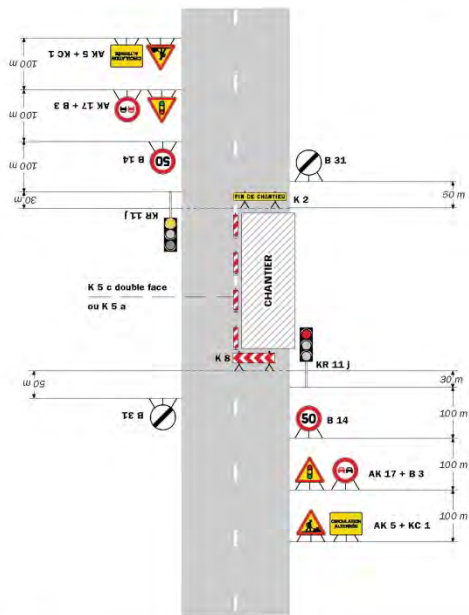 100 m
AK 5 + KC 1
CIRCULATION
ALTERNÉE
100 m
AK 17 + B 3
100 m
B 14
50
30 m
KR 11 j
B 31
50 m
FIN DE CHANTIER
K 2
K 5 c double face
ou K 5 a
CHANTIER
K 8
KR 11 j
30 m
50 m
B 31
50
B 14
100 m
AK 17 + B 3
100 m
CIRCULATION
ALTERNÉE
AK 5 + KC 1
100 m